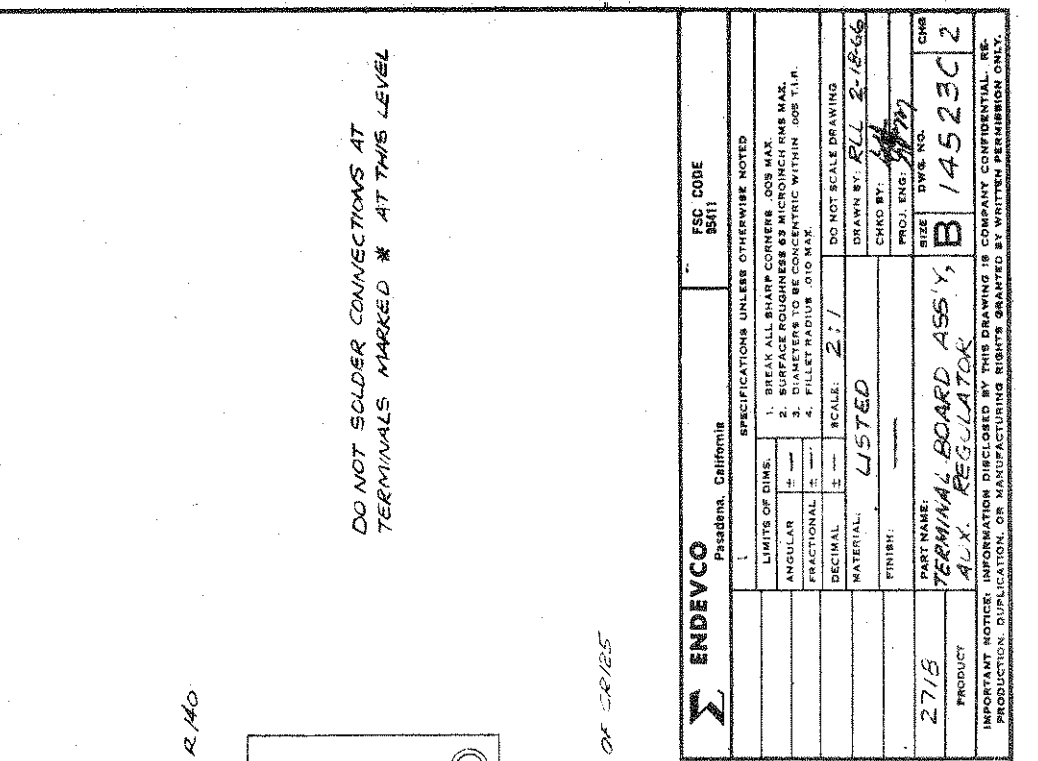 R140
DO NOT SOLDER CONNECTIONS AT
TERMINALS MARKED * AT THIS LEVEL
OF CR125
Σ ENDEVCO
Pasadena, California
FSC CODE
95411
SPECIFICATIONS UNLESS OTHERWISE NOTED
LIMITS OF DIMS.
ANGULAR ± —
FRACTIONAL ± —
DECIMAL ± —
1. BREAK ALL SHARP CORNERS .005 MAX.
2. SURFACE ROUGHNESS 63 MICROINCH RMS MAX.
3. DIAMETERS TO BE CONCENTRIC WITHIN .005 T.I.R.
4. FILLET RADIUS .010 MAX.
SCALE: 2:1
DO NOT SCALE DRAWING
MATERIAL: LISTED
DRAWN BY: RLL 2-18-66
CHKD BY:
FINISH: —
PROJ. ENG:
2718
PRODUCT
PART NAME:
TERMINAL BOARD ASS'Y,
AUX. REGULATOR
SIZE
B
DWG. NO.
14523C
CHG
2
IMPORTANT NOTICE: INFORMATION DISCLOSED BY THIS DRAWING IS COMPANY CONFIDENTIAL. RE-
PRODUCTION, DUPLICATION, OR MANUFACTURING RIGHTS GRANTED BY WRITTEN PERMISSION ONLY.